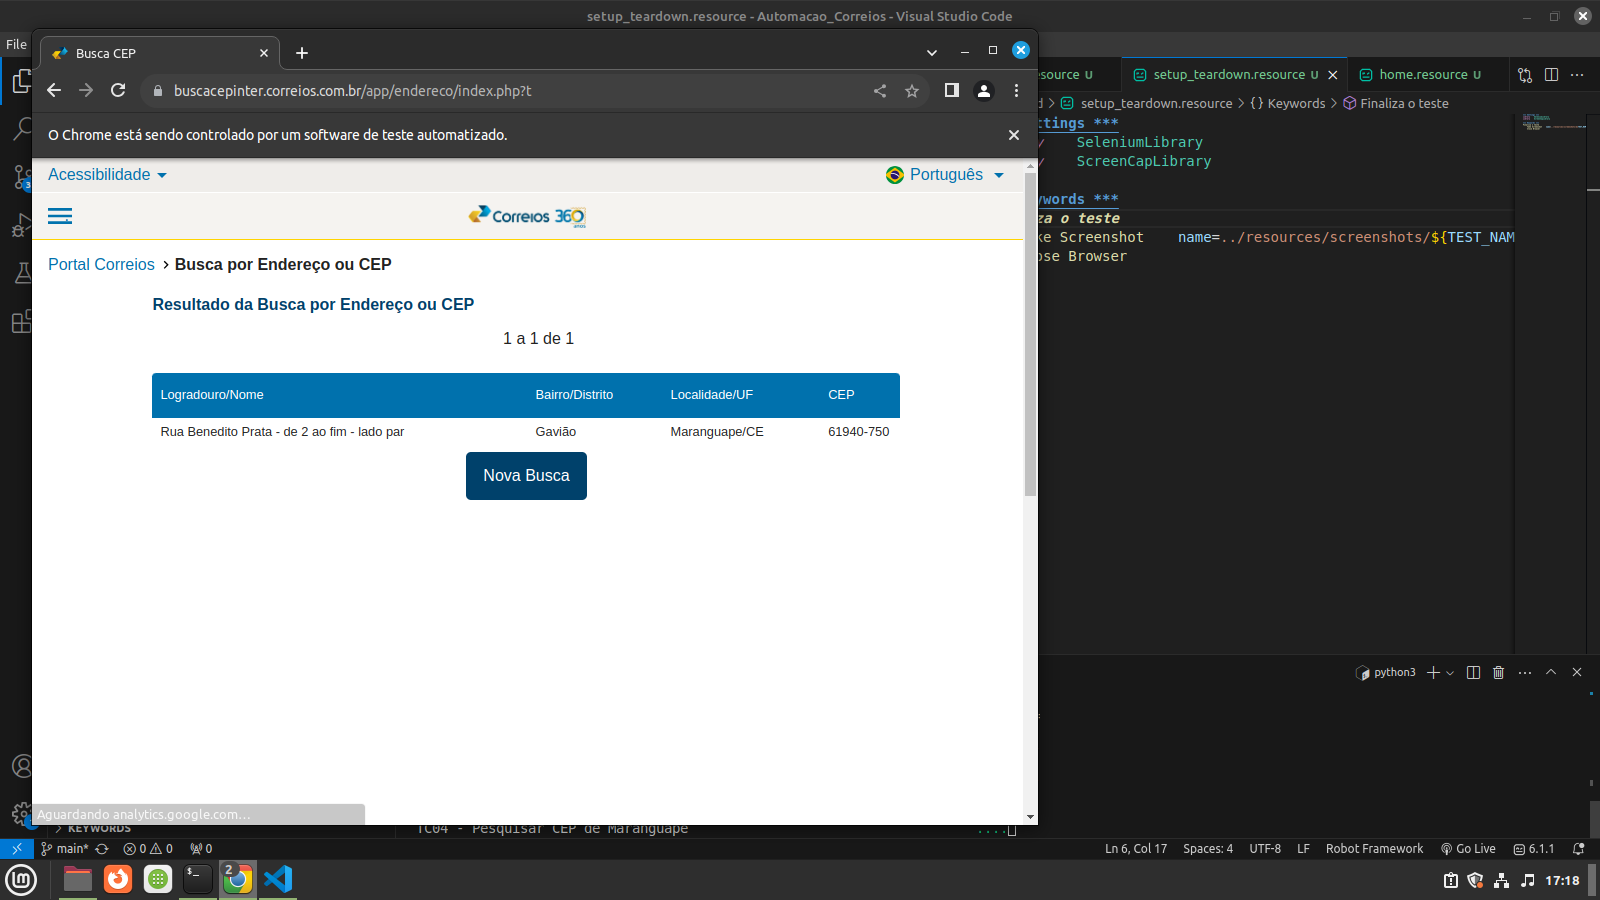 setup_teardown.resource - Automacao_Correios - Visual Studio Code
File
Busca CEP
buscacepinter.correios.com.br/app/endereco/index.php?t
O Chrome está sendo controlado por um software de teste automatizado.
Acessibilidade
Português
Correios 360
anos
Portal Correios > Busca por Endereço ou CEP
Resultado da Busca por Endereço ou CEP
1 a 1 de 1
Logradouro/Nome Bairro/Distrito Localidade/UF CEP
Rua Benedito Prata - de 2 ao fim - lado par Gavião Maranguape/CE 61940-750
Nova Busca
Aguardando analytics.google.com...
esource U setup_teardown.resource U home.resource U
d > setup_teardown.resource > {} Keywords > Finaliza o teste
ttings ***
y SeleniumLibrary
y ScreenCapLibrary
ywords ***
za o teste
ke Screenshot name=../resources/screenshots/${TEST_NAM
ose Browser
python3
3
KEYWORDS
TC04 - Pesquisar CEP de Maranguape ....
main* 0 0 0
Ln 6, Col 17 Spaces: 4 UTF-8 LF Robot Framework Go Live 6.1.1
$_
2
17:18